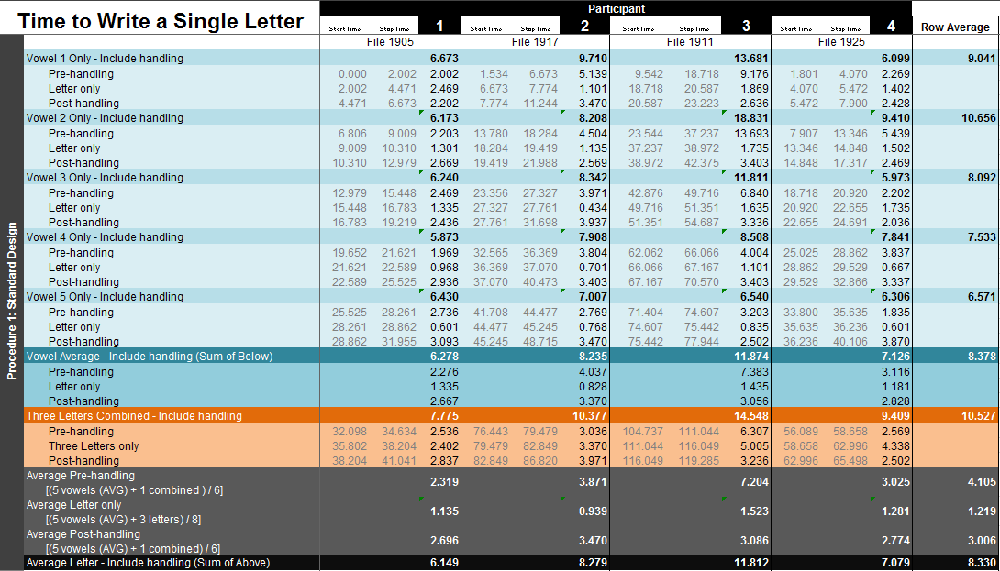 Participant
Time to Write a Single Letter
Start Time Stop Time 1 Start Time Stop Time 2 Start Time Stop Time 3 Start Time Stop Time 4 Row Average
File 1905 File 1917 File 1911 File 1925
Procedure 1: Standard Design
Vowel 1 Only - Include handling 6.673 9.710 13.681 6.099 9.041
Pre-handling 0.000 2.002 2.002 1.534 6.673 5.139 9.542 18.718 9.176 1.801 4.070 2.269
Letter only 2.002 4.471 2.469 6.673 7.774 1.101 18.718 20.587 1.869 4.070 5.472 1.402
Post-handling 4.471 6.673 2.202 7.774 11.244 3.470 20.587 23.223 2.636 5.472 7.900 2.428
Vowel 2 Only - Include handling 6.173 8.208 18.831 9.410 10.656
Pre-handling 6.806 9.009 2.203 13.780 18.284 4.504 23.544 37.237 13.693 7.907 13.346 5.439
Letter only 9.009 10.310 1.301 18.284 19.419 1.135 37.237 38.972 1.735 13.346 14.848 1.502
Post-handling 10.310 12.979 2.669 19.419 21.988 2.569 38.972 42.375 3.403 14.848 17.317 2.469
Vowel 3 Only - Include handling 6.240 8.342 11.811 5.973 8.092
Pre-handling 12.979 15.448 2.469 23.356 27.327 3.971 42.876 49.716 6.840 18.718 20.920 2.202
Letter only 15.448 16.783 1.335 27.327 27.761 0.434 49.716 51.351 1.635 20.920 22.655 1.735
Post-handling 16.783 19.219 2.436 27.761 31.698 3.937 51.351 54.687 3.336 22.655 24.691 2.036
Vowel 4 Only - Include handling 5.873 7.908 8.508 7.841 7.533
Pre-handling 19.652 21.621 1.969 32.565 36.369 3.804 62.062 66.066 4.004 25.025 28.862 3.837
Letter only 21.621 22.589 0.968 36.369 37.070 0.701 66.066 67.167 1.101 28.862 29.529 0.667
Post-handling 22.589 25.525 2.936 37.070 40.473 3.403 67.167 70.570 3.403 29.529 32.866 3.337
Vowel 5 Only - Include handling 6.430 7.007 6.540 6.306 6.571
Pre-handling 25.525 28.261 2.736 41.708 44.477 2.769 71.404 74.607 3.203 33.800 35.635 1.835
Letter only 28.261 28.862 0.601 44.477 45.245 0.768 74.607 75.442 0.835 35.635 36.236 0.601
Post-handling 28.862 31.955 3.093 45.245 48.715 3.470 75.442 77.944 2.502 36.236 40.106 3.870
Vowel Average - Include handling (Sum of Below) 6.278 8.235 11.874 7.126 8.378
Pre-handling 2.276 4.037 7.383 3.116
Letter only 1.335 0.828 1.435 1.181
Post-handling 2.667 3.370 3.056 2.828
Three Letters Combined - Include handling 7.775 10.377 14.548 9.409 10.527
Pre-handling 32.098 34.634 2.536 76.443 79.479 3.036 104.737 111.044 6.307 56.089 58.658 2.569
Three Letters only 35.802 38.204 2.402 79.479 82.849 3.370 111.044 116.049 5.005 58.658 62.996 4.338
Post-handling 38.204 41.041 2.837 82.849 86.820 3.971 116.049 119.285 3.236 62.996 65.498 2.502
Average Pre-handling
[(5 vowels (AVG) + 1 combined ) / 6] 2.319 3.871 7.204 3.025 4.105
Average Letter only
[(5 vowels (AVG) + 3 letters) / 8] 1.135 0.939 1.523 1.281 1.219
Average Post-handling
[(5 vowels (AVG) + 1 combined) / 6] 2.696 3.470 3.086 2.774 3.006
Average Letter - Include handling (Sum of Above) 6.149 8.279 11.812 7.079 8.330